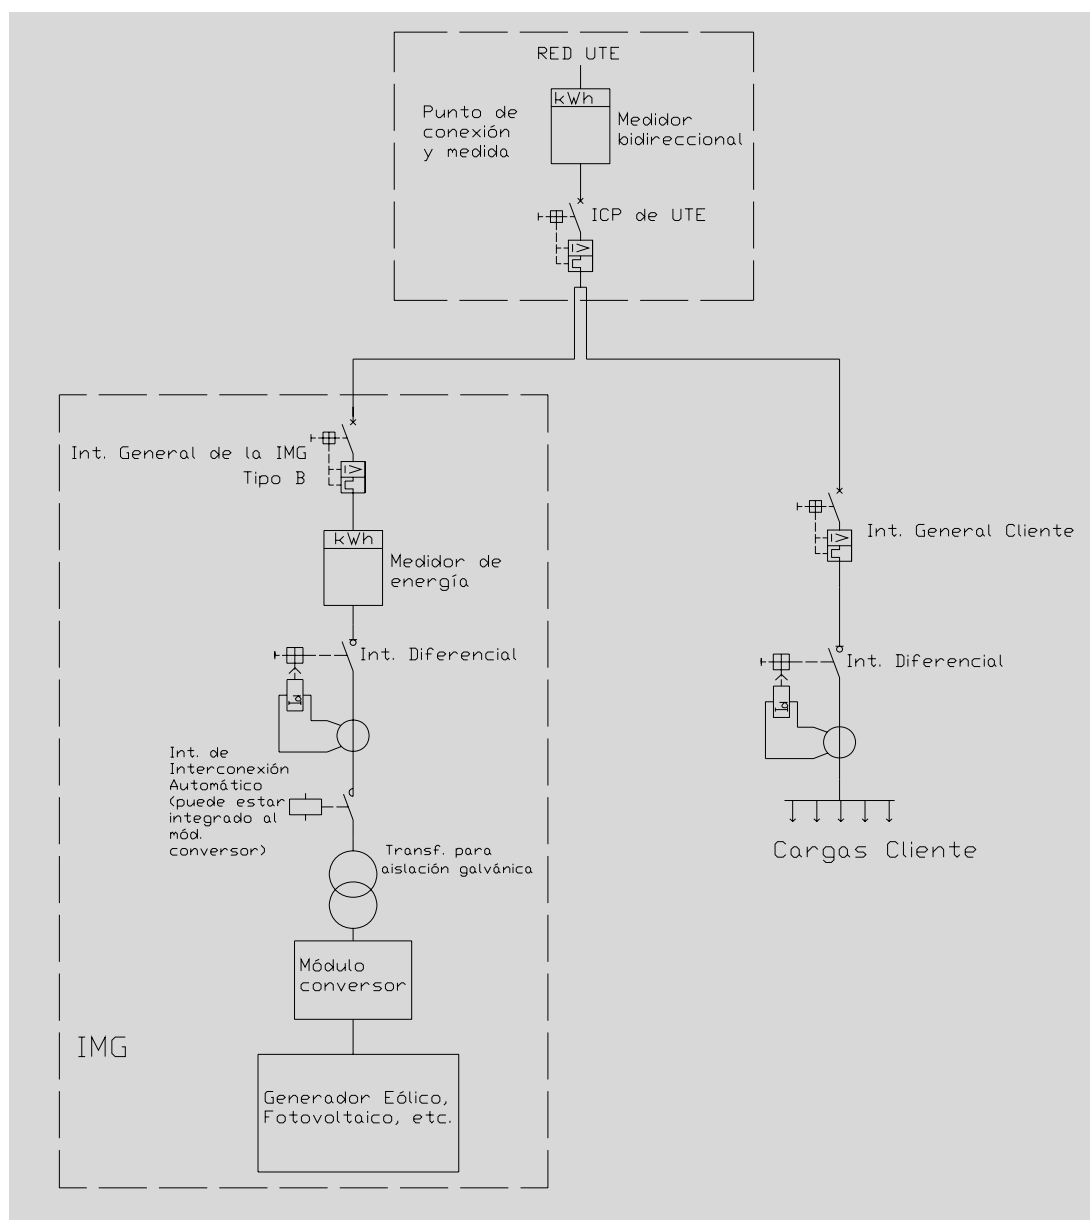 RED UTE
kWh
Punto de
conexión
y medida
Medidor
bidireccional
ICP de UTE
Int. General de la IMG
Tipo B
kWh
Medidor de
energía
Int. General Cliente
Int. Diferencial
Int. Diferencial
Int. de
Interconexión
Automático
(puede estar
integrado al
mód.
conversor)
Transf. para
aislación galvánica
Cargas Cliente
Módulo
conversor
IMG
Generador Eólico,
Fotovoltaico, etc.